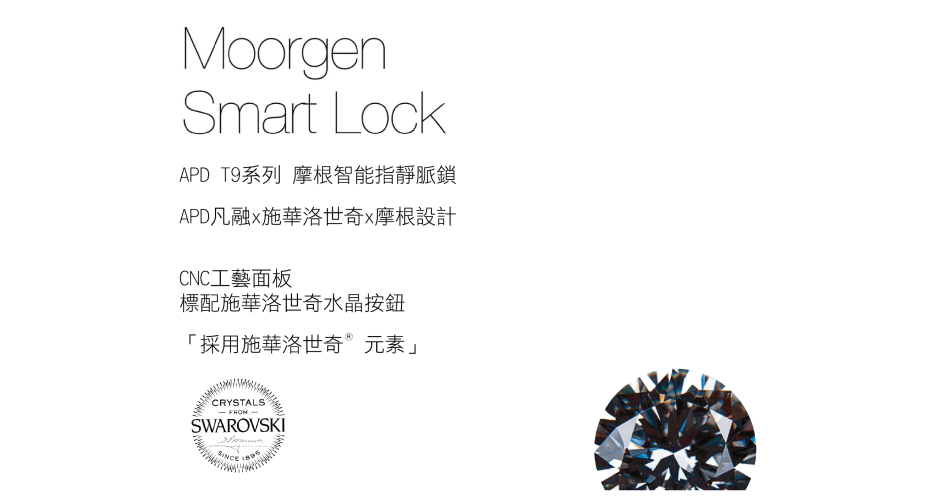 Moorgen
Smart Lock
APD T9系列 摩根智能指靜脈鎖
APD凡融x施華洛世奇x摩根設計
CNC工藝面板
標配施華洛世奇水晶按鈕
「採用施華洛世奇® 元素」
CRYSTALS
— FROM —
SWAROVSKI
SINCE 1895